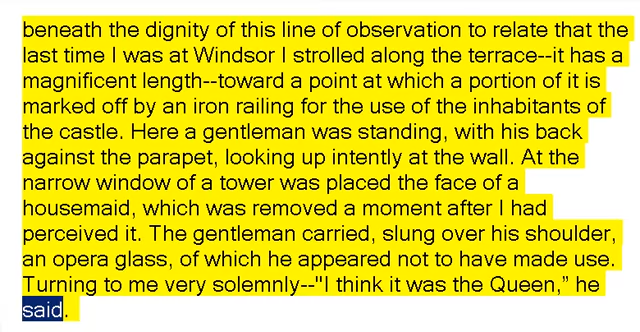 beneath the dignity of this line of observation to relate that the
last time I was at Windsor I strolled along the terrace--it has a
magnificent length--toward a point at which a portion of it is
marked off by an iron railing for the use of the inhabitants of
the castle. Here a gentleman was standing, with his back
against the parapet, looking up intently at the wall. At the
narrow window of a tower was placed the face of a
housemaid, which was removed a moment after I had
perceived it. The gentleman carried, slung over his shoulder,
an opera glass, of which he appeared not to have made use.
Turning to me very solemnly--"I think it was the Queen,” he
said.